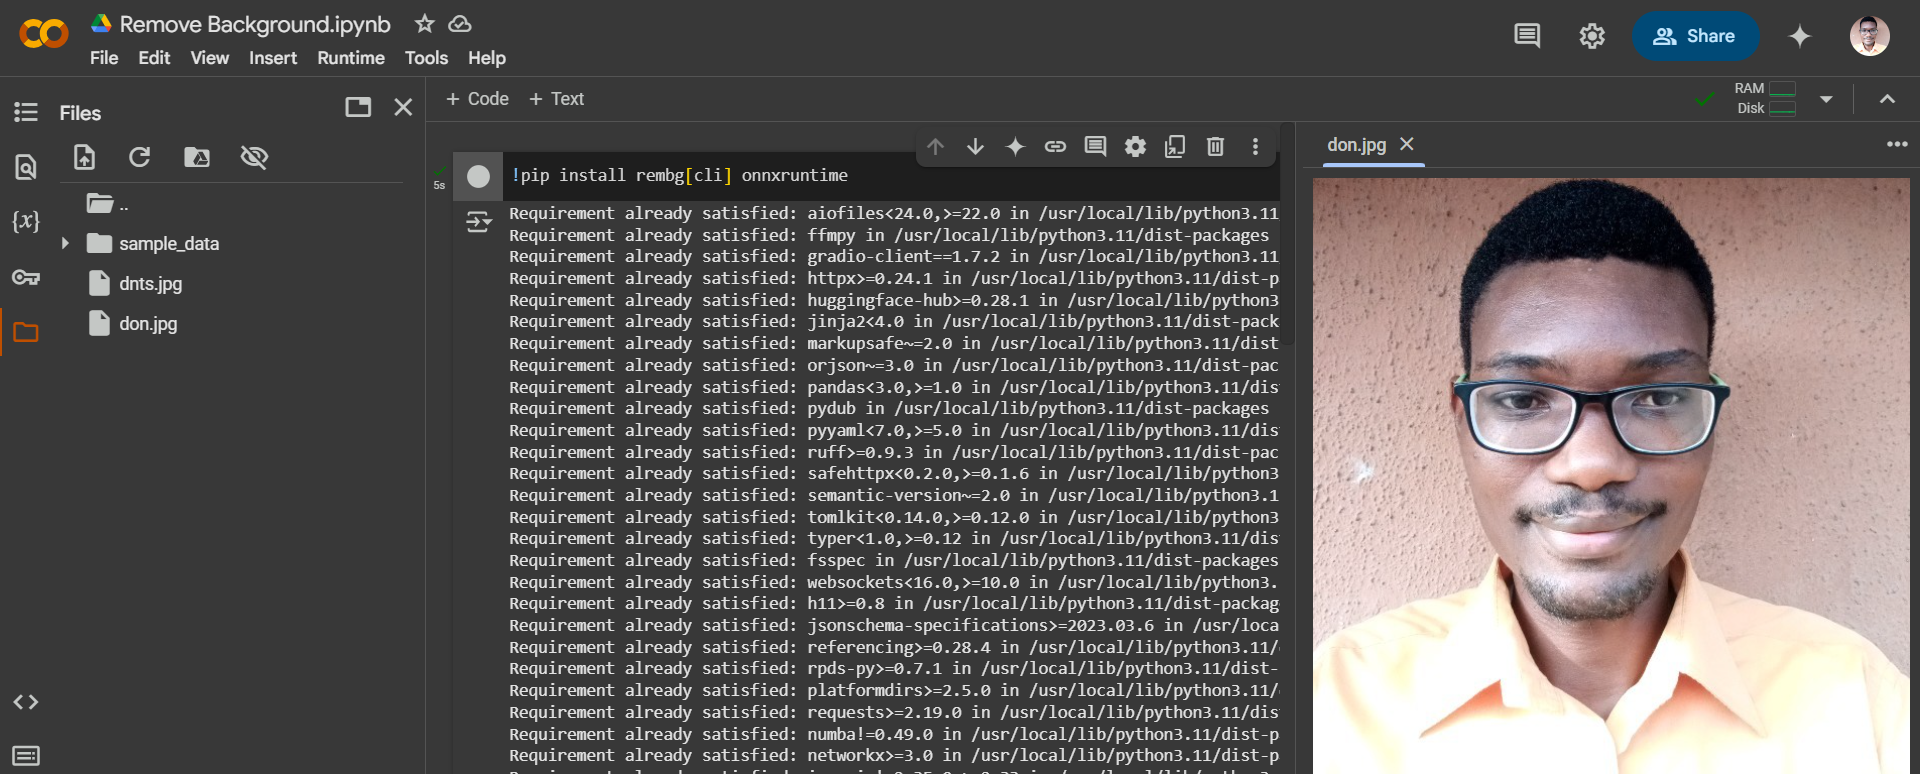 Remove Background.ipynb
File Edit View Insert Runtime Tools Help
Share
Files
+ Code + Text
RAM
Disk
..
sample_data
dnts.jpg
don.jpg
{x}
5s
!pip install rembg[cli] onnxruntime
Requirement already satisfied: aiofiles<24.0,>=22.0 in /usr/local/lib/python3.11
Requirement already satisfied: ffmpy in /usr/local/lib/python3.11/dist-packages
Requirement already satisfied: gradio-client==1.7.2 in /usr/local/lib/python3.11
Requirement already satisfied: httpx>=0.24.1 in /usr/local/lib/python3.11/dist-p
Requirement already satisfied: huggingface-hub>=0.28.1 in /usr/local/lib/python3
Requirement already satisfied: jinja2<4.0 in /usr/local/lib/python3.11/dist-pack
Requirement already satisfied: markupsafe~=2.0 in /usr/local/lib/python3.11/dist
Requirement already satisfied: orjson~=3.0 in /usr/local/lib/python3.11/dist-pac
Requirement already satisfied: pandas<3.0,>=1.0 in /usr/local/lib/python3.11/dis
Requirement already satisfied: pydub in /usr/local/lib/python3.11/dist-packages
Requirement already satisfied: pyyaml<7.0,>=5.0 in /usr/local/lib/python3.11/dis
Requirement already satisfied: ruff>=0.9.3 in /usr/local/lib/python3.11/dist-pac
Requirement already satisfied: safehttpx<0.2.0,>=0.1.6 in /usr/local/lib/python3
Requirement already satisfied: semantic-version~=2.0 in /usr/local/lib/python3.1
Requirement already satisfied: tomlkit<0.14.0,>=0.12.0 in /usr/local/lib/python3
Requirement already satisfied: typer<1.0,>=0.12 in /usr/local/lib/python3.11/dis
Requirement already satisfied: fsspec in /usr/local/lib/python3.11/dist-packages
Requirement already satisfied: websockets<16.0,>=10.0 in /usr/local/lib/python3.
Requirement already satisfied: h11>=0.8 in /usr/local/lib/python3.11/dist-packag
Requirement already satisfied: jsonschema-specifications>=2023.03.6 in /usr/loca
Requirement already satisfied: referencing>=0.28.4 in /usr/local/lib/python3.11/
Requirement already satisfied: rpds-py>=0.7.1 in /usr/local/lib/python3.11/dist-
Requirement already satisfied: platformdirs>=2.5.0 in /usr/local/lib/python3.11/
Requirement already satisfied: requests>=2.19.0 in /usr/local/lib/python3.11/dis
Requirement already satisfied: numba!=0.49.0 in /usr/local/lib/python3.11/dist-p
Requirement already satisfied: networkx>=3.0 in /usr/local/lib/python3.11/dist-p
don.jpg